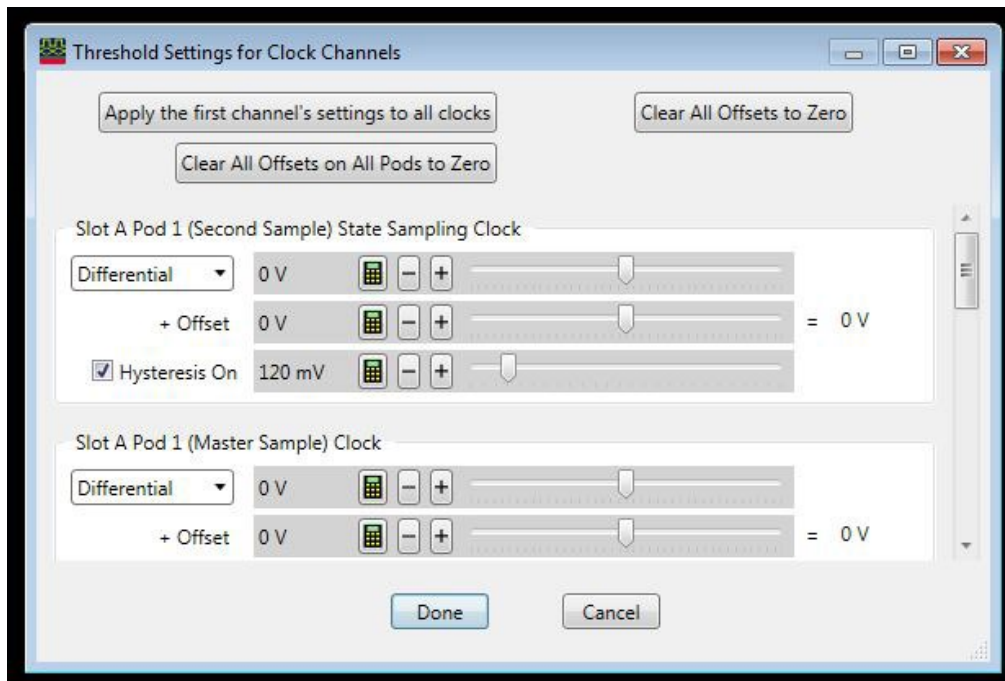 Threshold Settings for Clock Channels
Apply the first channel's settings to all clocks
Clear All Offsets to Zero
Clear All Offsets on All Pods to Zero
Slot A Pod 1 (Second Sample) State Sampling Clock
Differential 0 V - +
+ Offset 0 V - + = 0 V
Hysteresis On 120 mV - +
Slot A Pod 1 (Master Sample) Clock
Differential 0 V - +
+ Offset 0 V - + = 0 V
Done Cancel